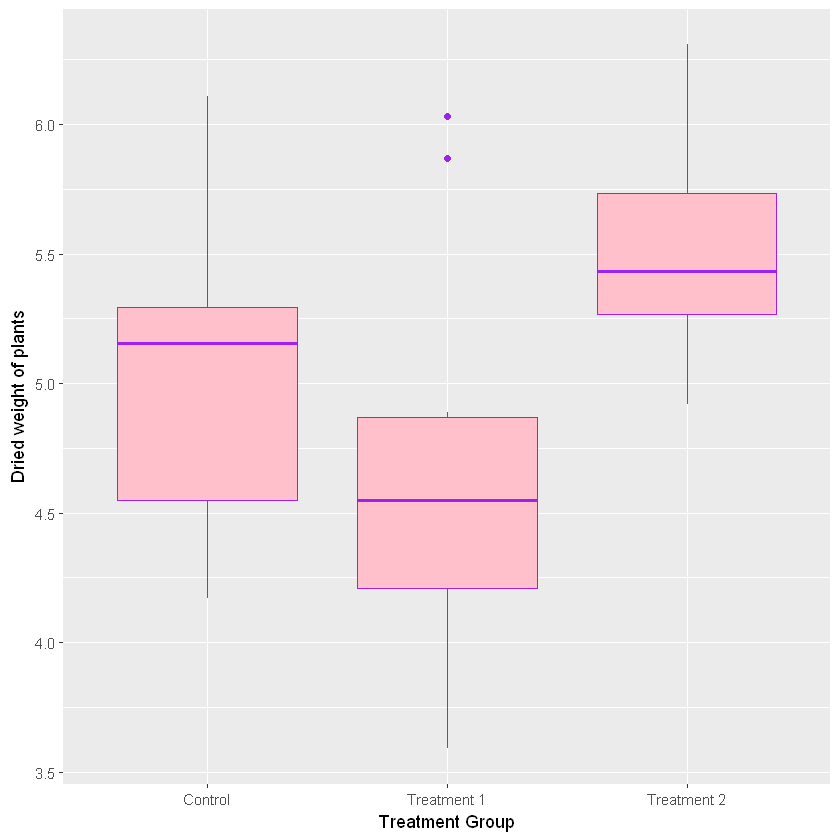 6.0
5.5
5.0
4.5
4.0
3.5
Dried weight of plants
Control
Treatment 1
Treatment 2
Treatment Group